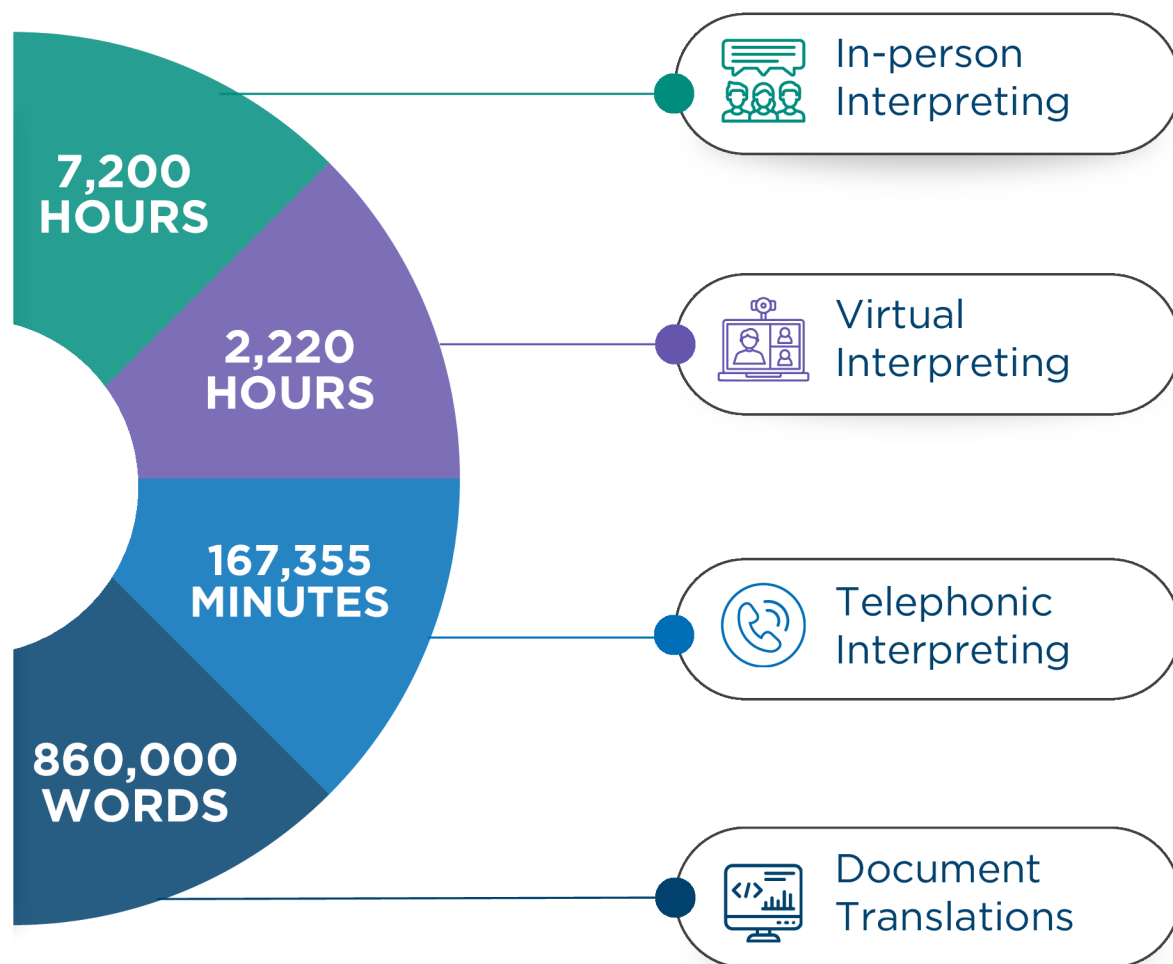 7,200
HOURS
In-person
Interpreting
2,220
HOURS
Virtual
Interpreting
167,355
MINUTES
Telephonic
Interpreting
860,000
WORDS
Document
Translations